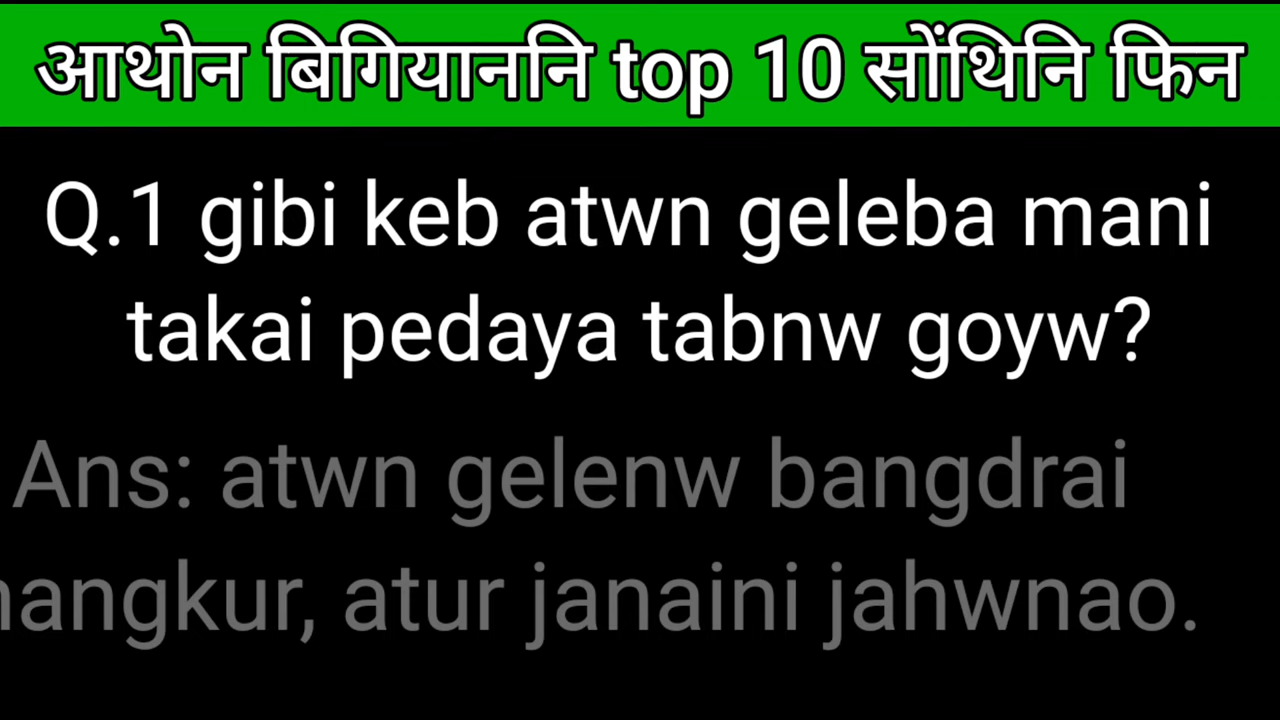 आथोन बिगियाननि top 10 सोंथिनि फिन
Q.1 gibi keb atwn geleba mani
takai pedaya tabnw goyw?
Ans: atwn gelenw bangdrai
atur janaini jahwnao.